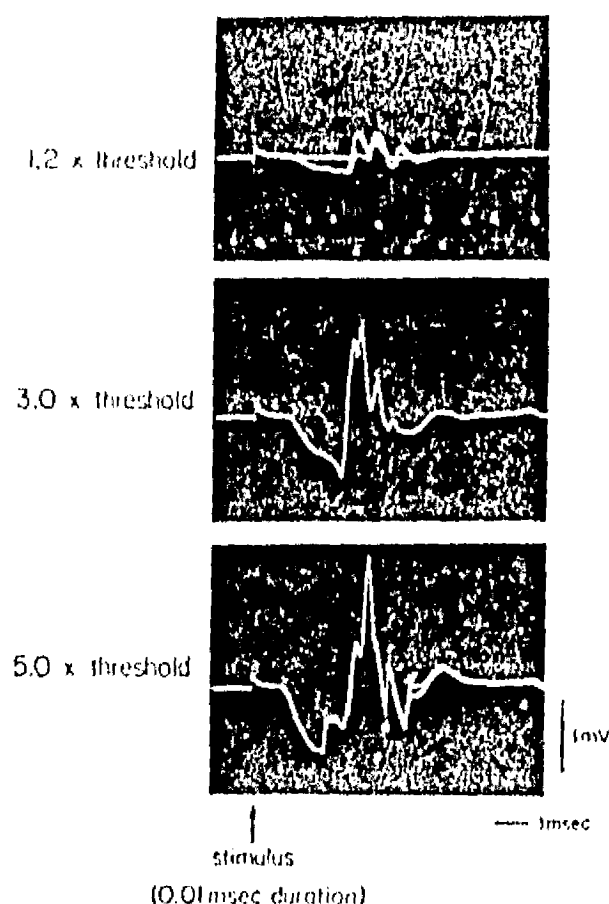 1.2 x threshold
3.0 x threshold
5.0 x threshold
1mV
1msec
stimulus
(0.01msec duration)